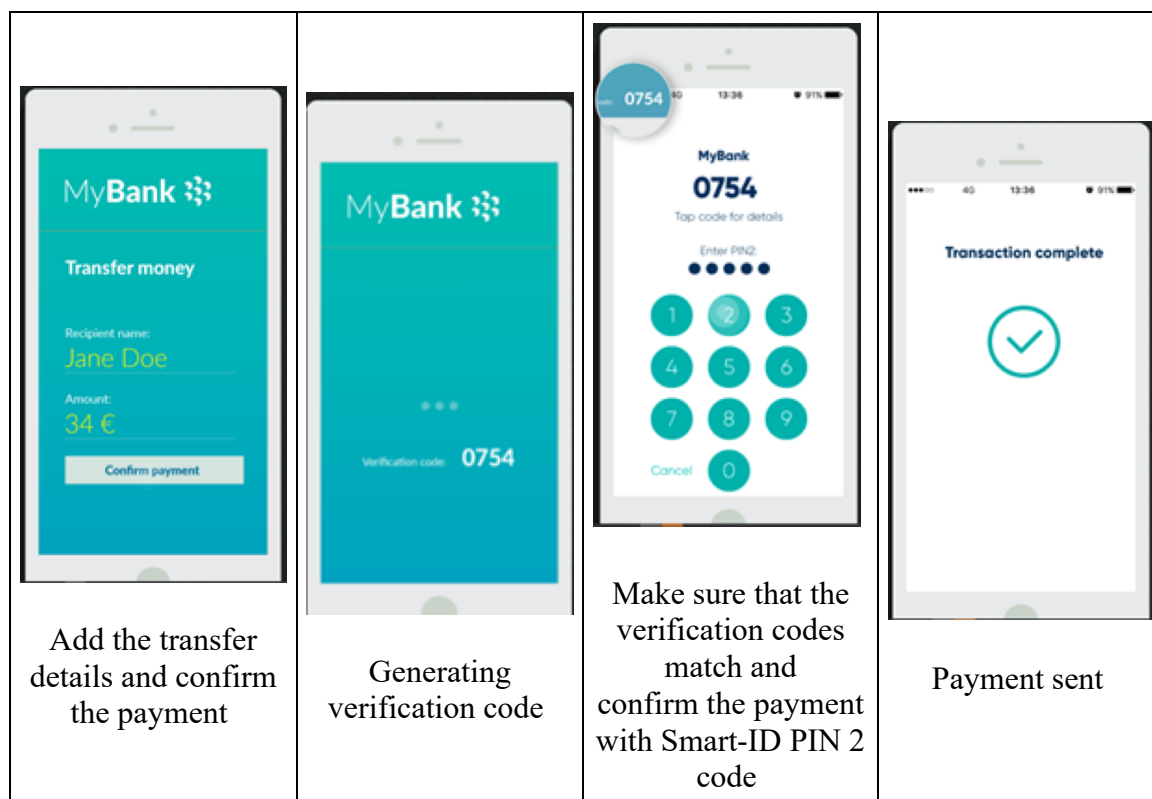 MyBank
Transfer money
Recipient name:
Jane Doe
Amount:
34 €
Confirm payment
Add the transfer
details and confirm
the payment
MyBank
Verification code: 0754
Generating
verification code
code: 0754
4G 13:36 91%
MyBank
0754
Tap code for details
Enter PIN2:
1 2 3
4 5 6
7 8 9
Cancel 0
Make sure that the
verification codes
match and
confirm the payment
with Smart-ID PIN 2
code
4G 13:36 91%
Transaction complete
Payment sent